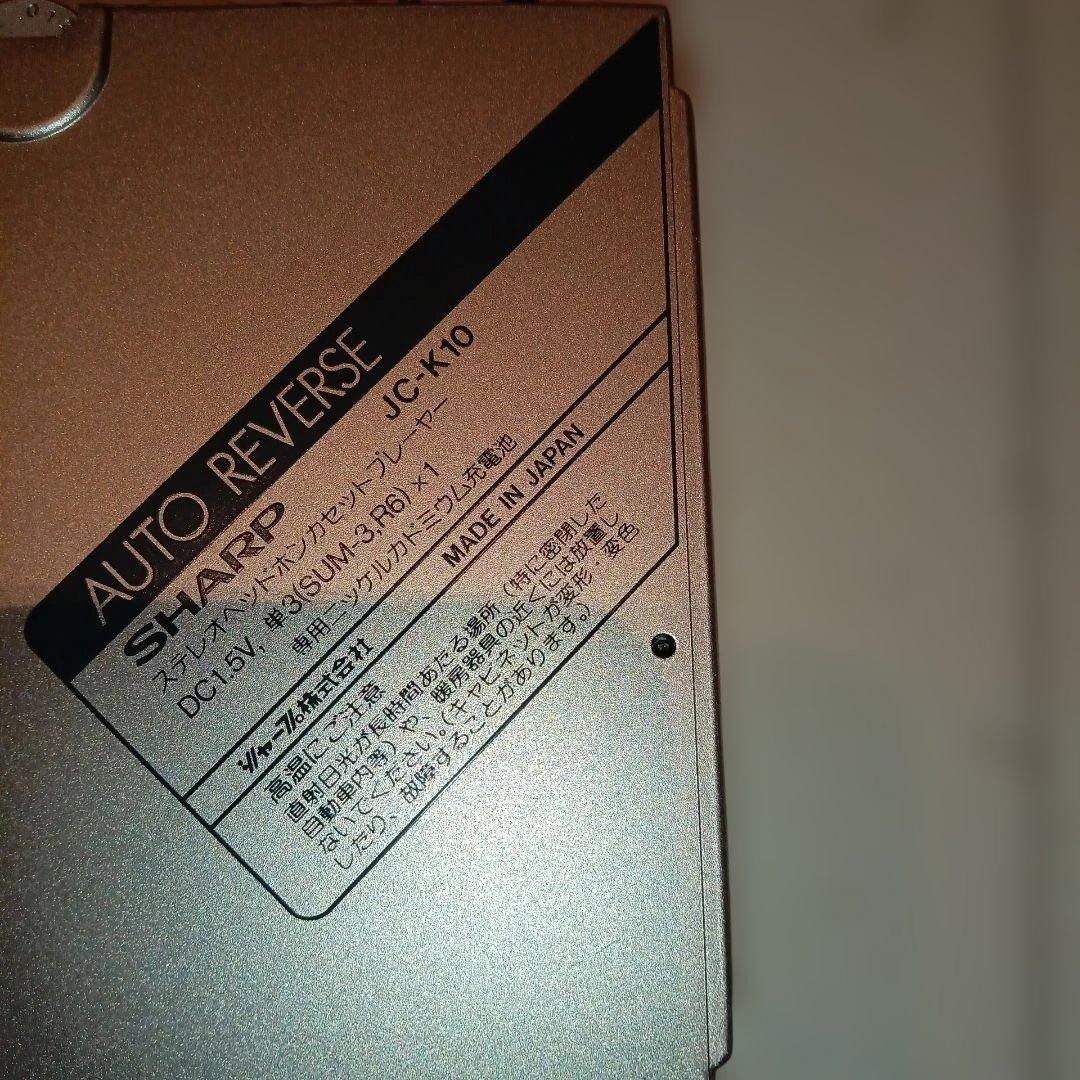 AUTO REVERSE
SHARP JC-K10
ステレオヘッドホンカセットプレーヤー
DC1.5V, 単3(SUM-3,R6)×1
専用ニッケルカドミウム充電池
シャープ株式会社 MADE IN JAPAN
高温にご注意
直射日光が長時間あたる場所（特に密閉した
自動車内等）や、暖房器具の近くには放置し
ないでください。（キャビネットが変形・変色
したり、故障することがあります。）